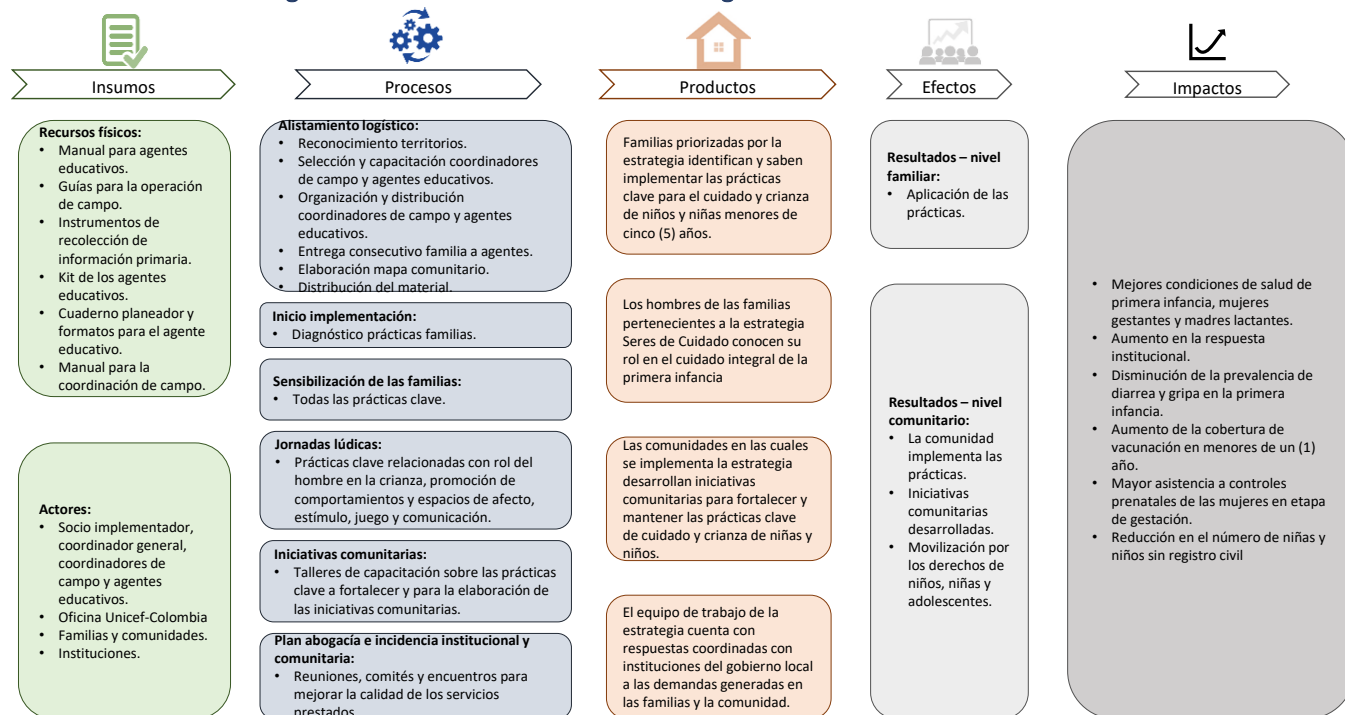 Insumos
Procesos
Productos
Efectos
Impactos
Recursos físicos:
• Manual para agentes
educativos.
• Guías para la operación
de campo.
• Instrumentos de
recolección de
información primaria.
• Kit de los agentes
educativos.
• Cuaderno planeador y
formatos para el agente
educativo.
• Manual para la
coordinación de campo.
Actores:
• Socio implementador,
coordinador general,
coordinadores de
campo y agentes
educativos.
• Oficina Unicef-Colombia
• Familias y comunidades.
• Instituciones.
Alistamiento logístico:
• Reconocimiento territorios.
• Selección y capacitación coordinadores
de campo y agentes educativos.
• Organización y distribución
coordinadores de campo y agentes
educativos.
• Entrega consecutivo familia a agentes.
• Elaboración mapa comunitario.
• Distribución del material.
Inicio implementación:
• Diagnóstico prácticas familias.
Sensibilización de las familias:
• Todas las prácticas clave.
Jornadas lúdicas:
• Prácticas clave relacionadas con rol del
hombre en la crianza, promoción de
comportamientos y espacios de afecto,
estímulo, juego y comunicación.
Iniciativas comunitarias:
• Talleres de capacitación sobre las prácticas
clave a fortalecer y para la elaboración de
las iniciativas comunitarias.
Plan abogacía e incidencia institucional y
comunitaria:
• Reuniones, comités y encuentros para
mejorar la calidad de los servicios
prestados
Familias priorizadas por la
estrategia identifican y saben
implementar las prácticas
clave para el cuidado y crianza
de niños y niñas menores de
cinco (5) años.
Los hombres de las familias
pertenecientes a la estrategia
Seres de Cuidado conocen su
rol en el cuidado integral de la
primera infancia
Las comunidades en las cuales
se implementa la estrategia
desarrollan iniciativas
comunitarias para fortalecer y
mantener las prácticas clave
de cuidado y crianza de niñas y
niños.
El equipo de trabajo de la
estrategia cuenta con
respuestas coordinadas con
instituciones del gobierno local
a las demandas generadas en
las familias y la comunidad.
Resultados – nivel
familiar:
• Aplicación de las
prácticas.
Resultados – nivel
comunitario:
• La comunidad
implementa las
prácticas.
• Iniciativas
comunitarias
desarrolladas.
• Movilización por
los derechos de
niños, niñas y
adolescentes.
• Mejores condiciones de salud de
primera infancia, mujeres
gestantes y madres lactantes.
• Aumento en la respuesta
institucional.
• Disminución de la prevalencia de
diarrea y gripa en la primera
infancia.
• Aumento de la cobertura de
vacunación en menores de un (1)
año.
• Mayor asistencia a controles
prenatales de las mujeres en etapa
de gestación.
• Reducción en el número de niñas y
niños sin registro civil